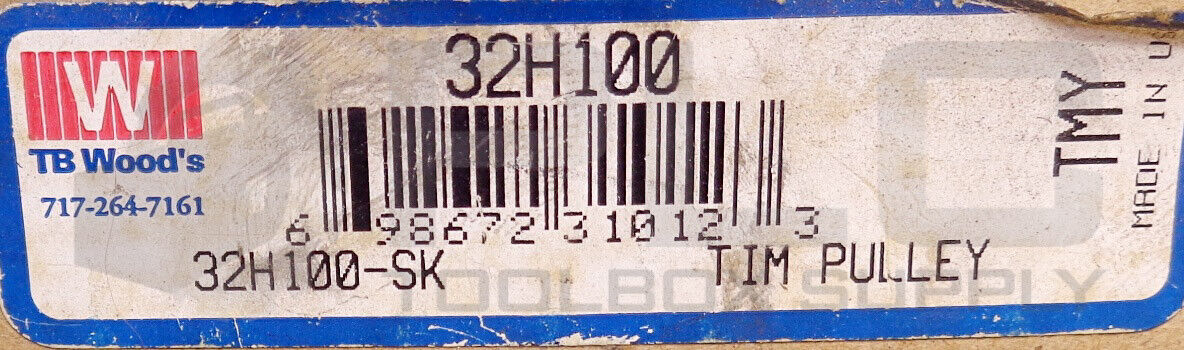 32H100
W
TB Wood's
717-264-7161
6 98672 31012 3
32H100-SK TIM PULLEY
TMY
MADE IN U
TOOLBOX SUPPLY